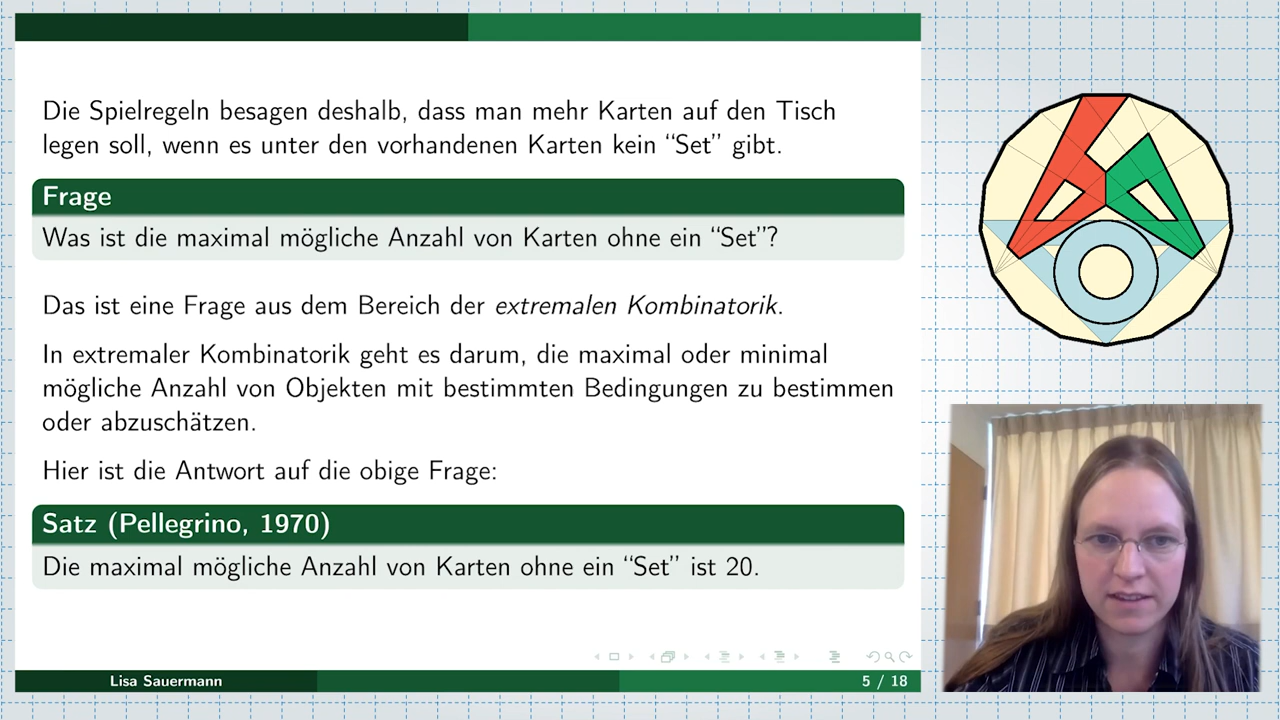 Die Spielregeln besagen deshalb, dass man mehr Karten auf den Tisch
legen soll, wenn es unter den vorhandenen Karten kein “Set” gibt.
Frage
Was ist die maximal mögliche Anzahl von Karten ohne ein “Set”?
Das ist eine Frage aus dem Bereich der extremalen Kombinatorik.
In extremaler Kombinatorik geht es darum, die maximal oder minimal
mögliche Anzahl von Objekten mit bestimmten Bedingungen zu bestimmen
oder abzuschätzen.
Hier ist die Antwort auf die obige Frage:
Satz (Pellegrino, 1970)
Die maximal mögliche Anzahl von Karten ohne ein “Set” ist 20.
Lisa Sauermann
5 / 18